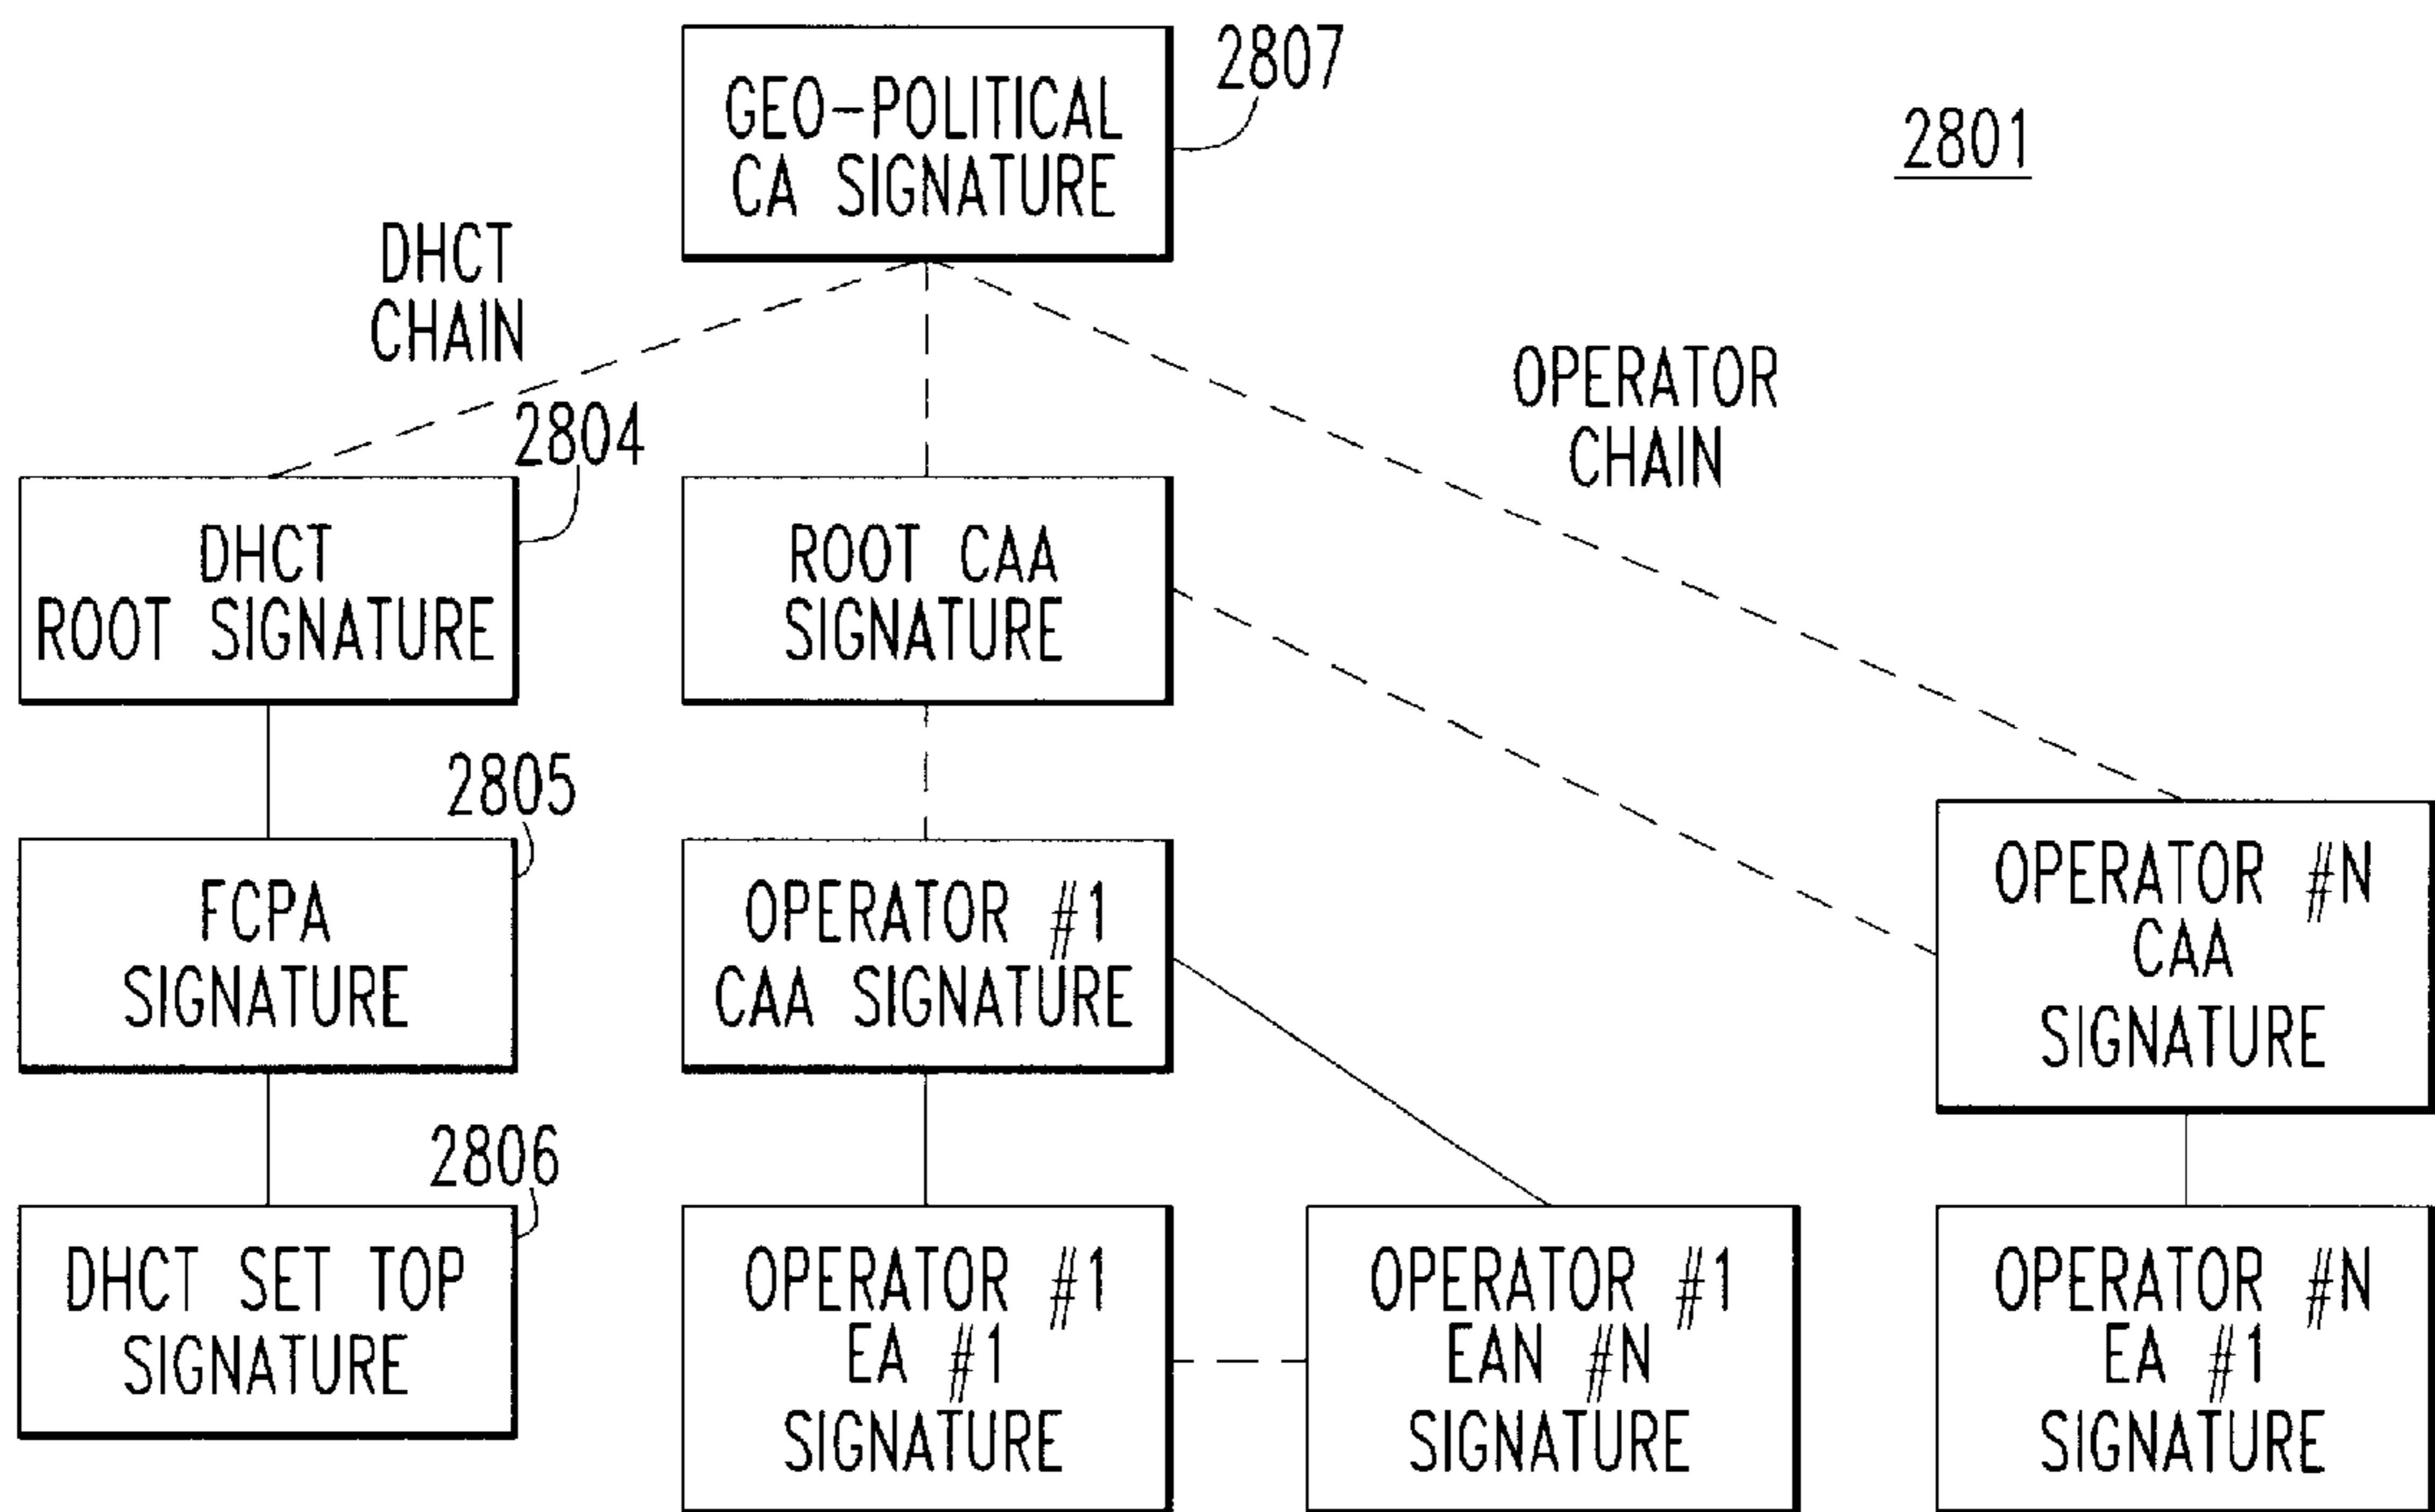 2807
GEO-POLITICAL
CA SIGNATURE
2801
DHCT
CHAIN
OPERATOR
CHAIN
2804
DHCT
ROOT SIGNATURE
ROOT CAA
SIGNATURE
2805
FCPA
SIGNATURE
OPERATOR #1
CAA SIGNATURE
OPERATOR #N
CAA
SIGNATURE
2806
DHCT SET TOP
SIGNATURE
OPERATOR #1
EA #1
SIGNATURE
OPERATOR #1
EAN #N
SIGNATURE
OPERATOR #N
EA #1
SIGNATURE